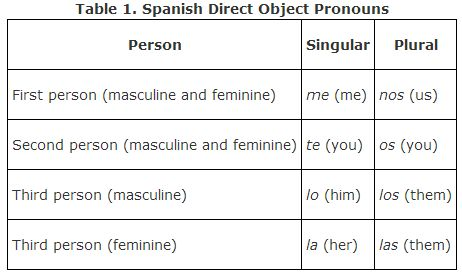 Table 1. Spanish Direct Object Pronouns
Person Singular Plural
First person (masculine and feminine) me (me) nos (us)
Second person (masculine and feminine) te (you) os (you)
Third person (masculine) lo (him) los (them)
Third person (feminine) la (her) las (them)